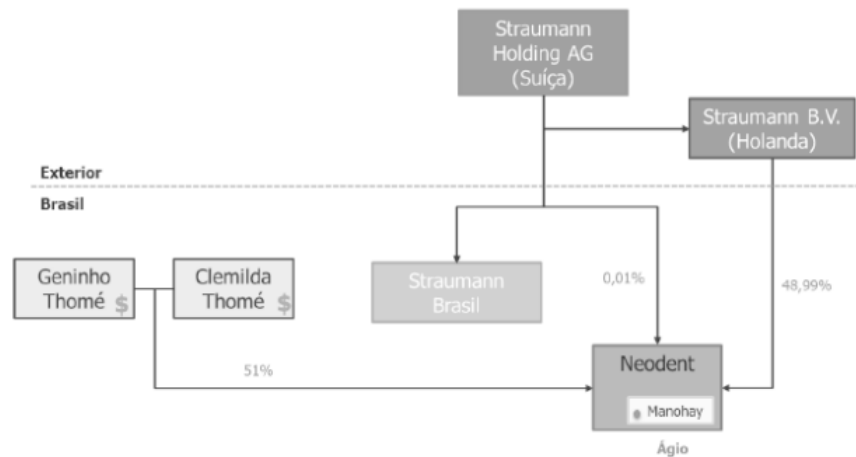 Straumann
Holding AG
(Suíça)
Straumann B.V.
(Holanda)
Exterior
Brasil
Geninho
Thomé $
Clemilda
Thomé $
Straumann
Brasil
0,01%
48,99%
51%
Neodent
Manohay
Ágio